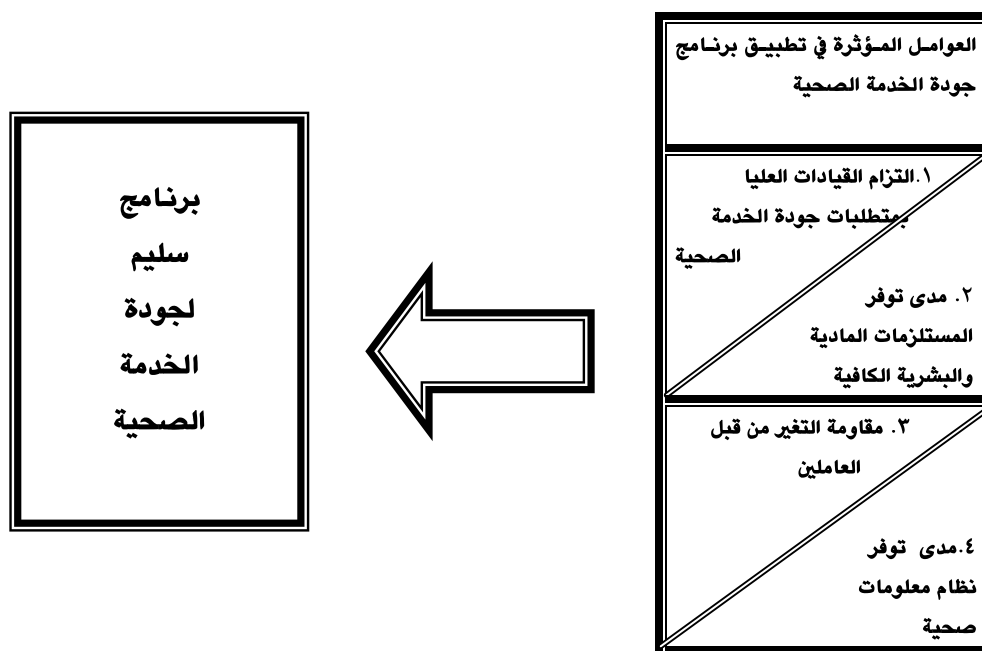 العوامل المؤثرة في تطبيق برنامج
جودة الخدمة الصحية
١.التزام القيادات العليا
بمتطلبات جودة الخدمة
الصحية
٢. مدى توفر
المستلزمات المادية
والبشرية الكافية
٣. مقاومة التغير من قبل
العاملين
٤.مدى توفر
نظام معلومات
صحية
برنامج
سليم
لجودة
الخدمة
الصحية